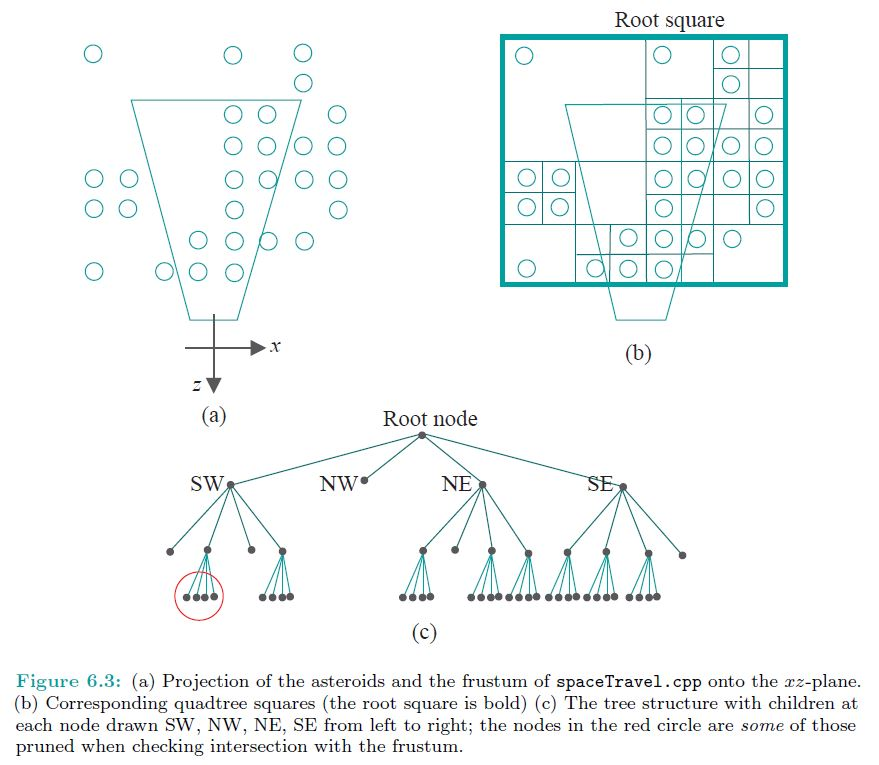 Root square
x
z
(a)
(b)
Root node
SW
NW
NE
SE
(c)
Figure 6.3: (a) Projection of the asteroids and the frustum of spaceTravel.cpp onto the xz-plane.
(b) Corresponding quadtree squares (the root square is bold) (c) The tree structure with children at
each node drawn SW, NW, NE, SE from left to right; the nodes in the red circle are some of those
pruned when checking intersection with the frustum.